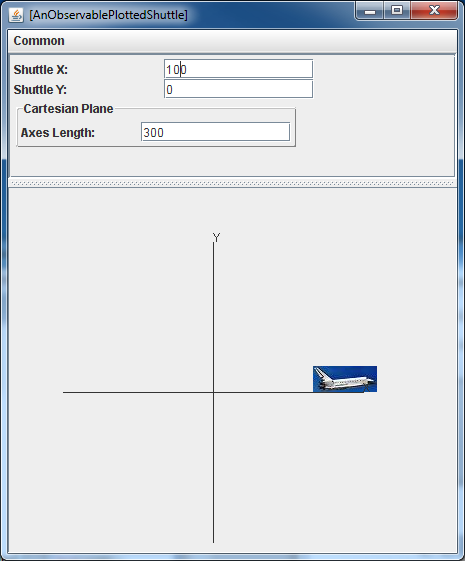 [AnObservablePlottedShuttle]
Common
Shuttle X: 100
Shuttle Y: 0
Cartesian Plane
Axes Length: 300
Y